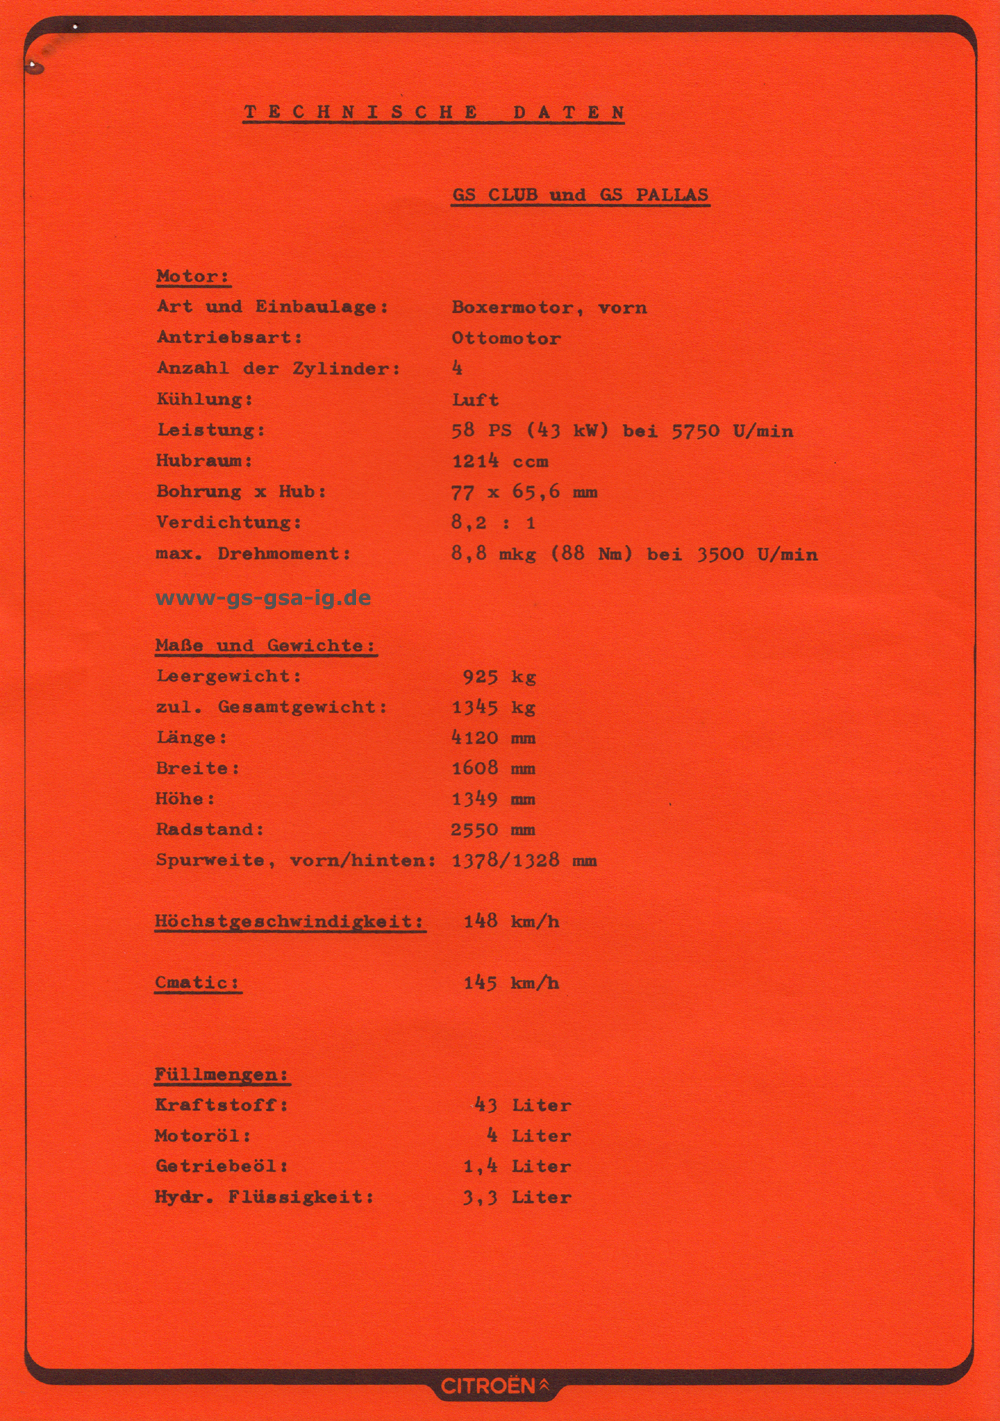 TECHNISCHE DATEN
GS CLUB und GS PALLAS
Motor:
Art und Einbaulage: Boxermotor, vorn
Antriebsart: Ottomotor
Anzahl der Zylinder: 4
Kühlung: Luft
Leistung: 58 PS (43 kW) bei 5750 U/min
Hubraum: 1214 ccm
Bohrung x Hub: 77 x 65,6 mm
Verdichtung: 8,2 : 1
max. Drehmoment: 8,8 mkg (88 Nm) bei 3500 U/min
www-gs-gsa-ig.de
Maße und Gewichte:
Leergewicht: 925 kg
zul. Gesamtgewicht: 1345 kg
Länge: 4120 mm
Breite: 1608 mm
Höhe: 1349 mm
Radstand: 2550 mm
Spurweite, vorn/hinten: 1378/1328 mm
Höchstgeschwindigkeit: 148 km/h
Cmatic: 145 km/h
Füllmengen:
Kraftstoff: 43 Liter
Motoröl: 4 Liter
Getriebeöl: 1,4 Liter
Hydr. Flüssigkeit: 3,3 Liter
CITROËN